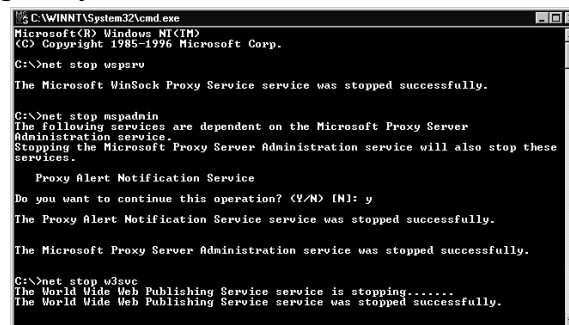 C:\WINNT\System32\cmd.exe
Microsoft(R) Windows NT(TM)
(C) Copyright 1985-1996 Microsoft Corp.
C:\>net stop wspsrv
The Microsoft WinSock Proxy Service service was stopped successfully.
C:\>net stop mspadmin
The following services are dependent on the Microsoft Proxy Server
Administration service.
Stopping the Microsoft Proxy Server Administration service will also stop these
services.
Proxy Alert Notification Service
Do you want to continue this operation? (Y/N) [N]: y
The Proxy Alert Notification Service service was stopped successfully.
The Microsoft Proxy Server Administration service was stopped successfully.
C:\>net stop w3svc
The World Wide Web Publishing Service service is stopping.......
The World Wide Web Publishing Service service was stopped successfully.